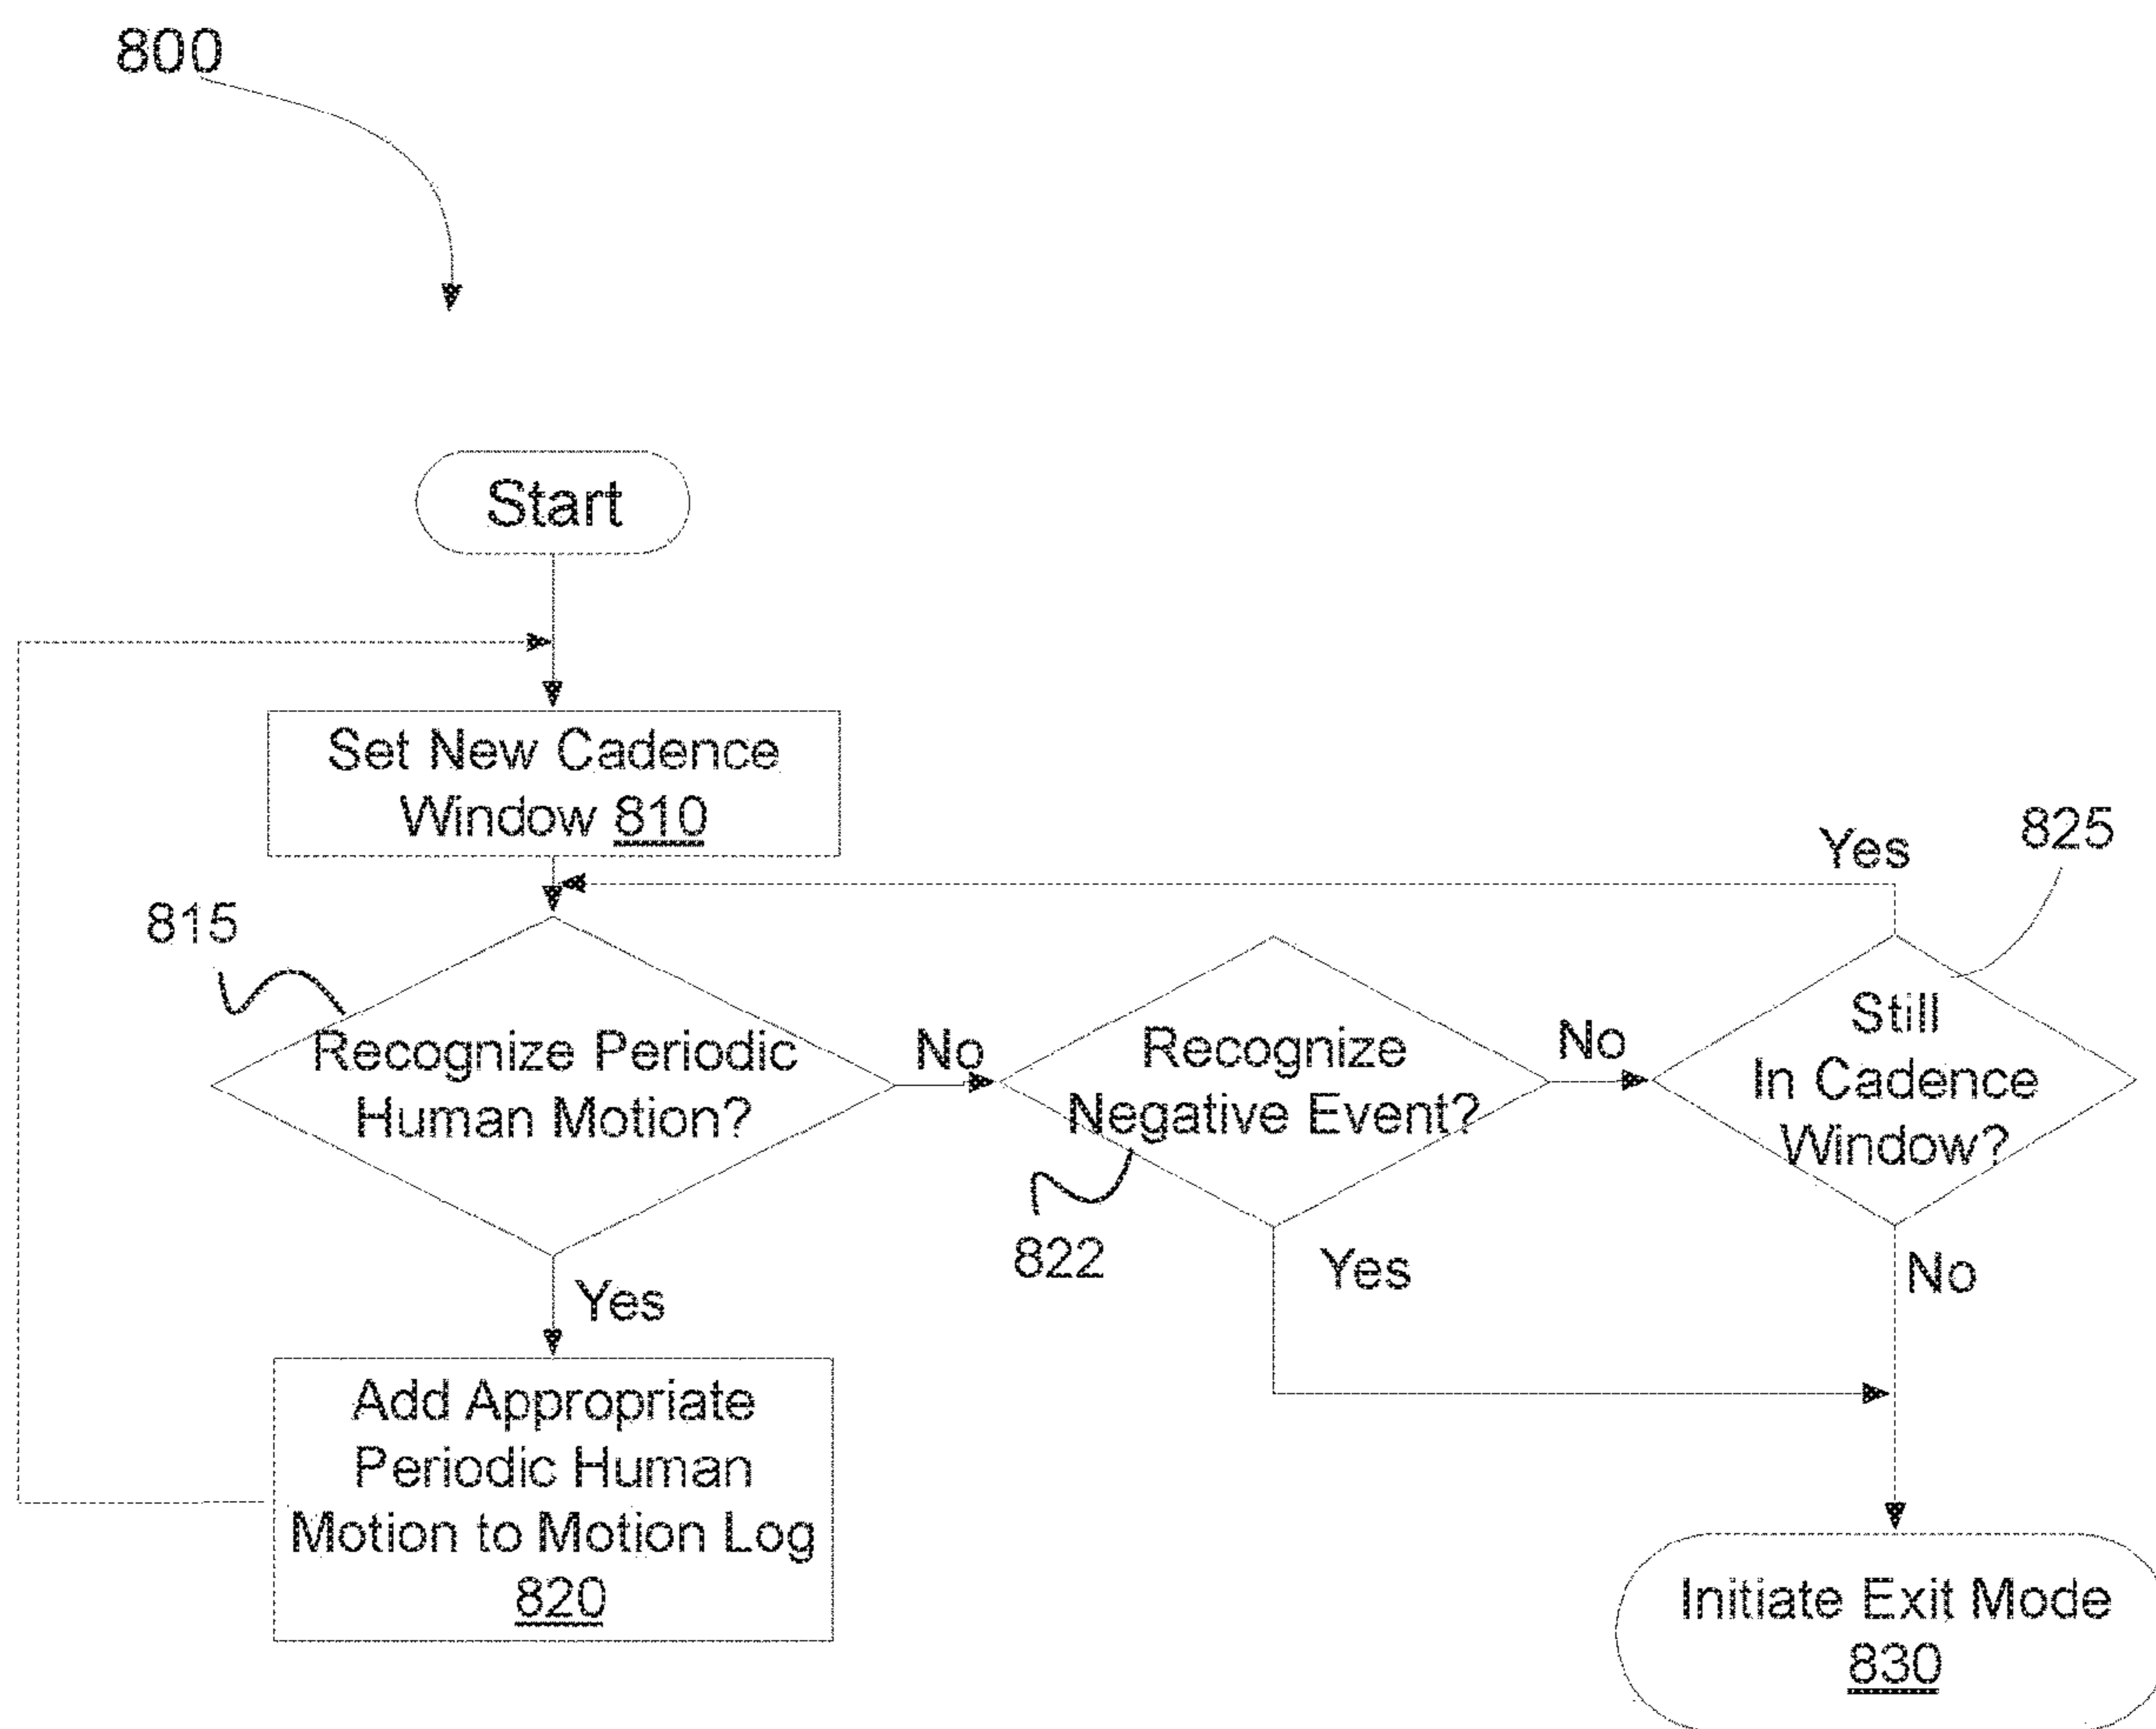 800
Start
Set New Cadence
Window 810
Yes
825
815
Recognize Periodic
Human Motion?
No
Recognize
Negative Event?
No
Still
In Cadence
Window?
822
Yes
No
Yes
Add Appropriate
Periodic Human
Motion to Motion Log
820
Initiate Exit Mode
830